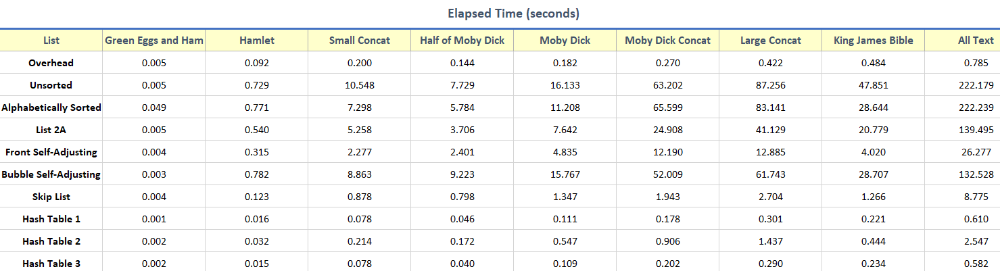 Elapsed Time (seconds)
List Green Eggs and Ham Hamlet Small Concat Half of Moby Dick Moby Dick Moby Dick Concat Large Concat King James Bible All Text
Overhead 0.005 0.092 0.200 0.144 0.182 0.270 0.422 0.484 0.785
Unsorted 0.005 0.729 10.548 7.729 16.133 63.202 87.256 47.851 222.179
Alphabetically Sorted 0.049 0.771 7.298 5.784 11.208 65.599 83.141 28.644 222.239
List 2A 0.005 0.540 5.258 3.706 7.642 24.908 41.129 20.779 139.495
Front Self-Adjusting 0.004 0.315 2.277 2.401 4.835 12.190 12.885 4.020 26.277
Bubble Self-Adjusting 0.003 0.782 8.863 9.223 15.767 52.009 61.743 28.707 132.528
Skip List 0.004 0.123 0.878 0.798 1.347 1.943 2.704 1.266 8.775
Hash Table 1 0.001 0.016 0.078 0.046 0.111 0.178 0.301 0.221 0.610
Hash Table 2 0.002 0.032 0.214 0.172 0.547 0.906 1.437 0.444 2.547
Hash Table 3 0.002 0.015 0.078 0.040 0.109 0.202 0.290 0.234 0.582